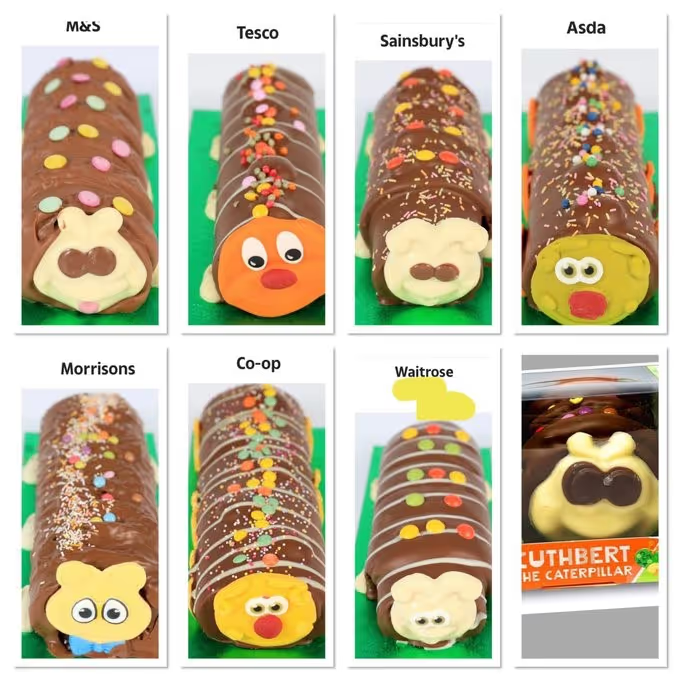 M&S
Tesco
Sainsbury's
Asda
Morrisons
Co-op
Waitrose
CUTHBERT
THE CATERPILLAR